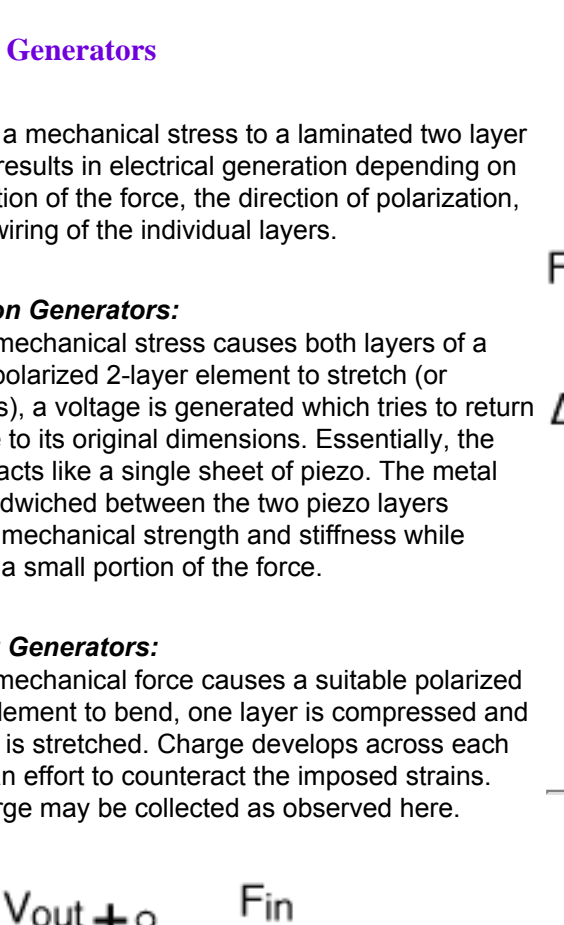 Generators
a mechanical stress to a laminated two layer
results in electrical generation depending on
tion of the force, the direction of polarization,
wiring of the individual layers.
F
on Generators:
mechanical stress causes both layers of a
polarized 2-layer element to stretch (or
s), a voltage is generated which tries to return
e to its original dimensions. Essentially, the
acts like a single sheet of piezo. The metal
dwiched between the two piezo layers
mechanical strength and stiffness while
a small portion of the force.
Generators:
mechanical force causes a suitable polarized
lement to bend, one layer is compressed and
is stretched. Charge develops across each
an effort to counteract the imposed strains.
rge may be collected as observed here.
Vout + Fin